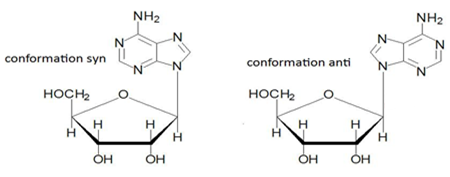 NH₂
N
N
N
N
conformation syn
HOCH₂
O
H
H
H
H
OH
OH
NH₂
N
N
N
N
conformation anti
HOCH₂
O
H
H
H
H
OH
OH